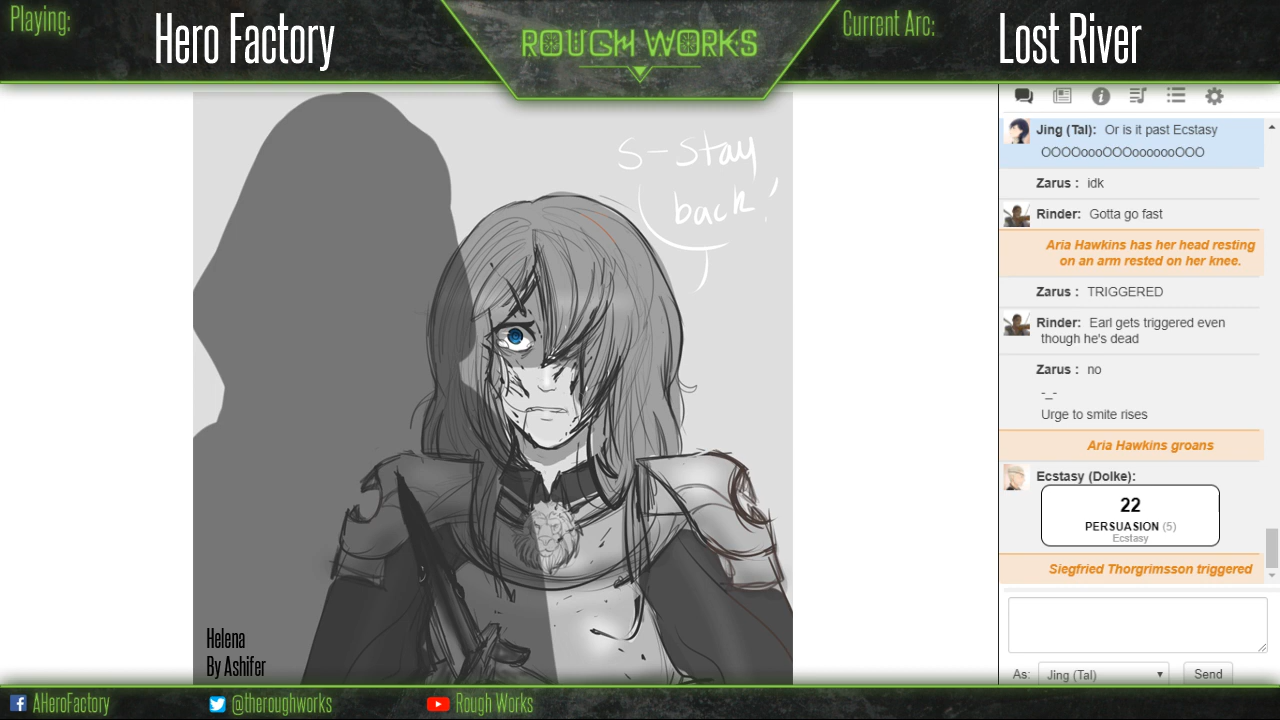 Playing:
Hero Factory
ROUGH WORKS
Current Arc:
Lost River
s-stay
back!
Helena
By Ashifer
Jing (Tal): Or is it past Ecstasy
OOOOoooOOOooooooOOO
Zarus : idk
Rinder: Gotta go fast
Aria Hawkins has her head resting
on an arm rested on her knee.
Zarus : TRIGGERED
Rinder: Earl gets triggered even
though he's dead
Zarus : no
-_-
Urge to smite rises
Aria Hawkins groans
Ecstasy (Dolke):
22
PERSUASION (5)
Ecstasy
Siegfried Thorgrimsson triggered
As: Jing (Tal) Send
AHeroFactory
@theroughworks
Rough Works